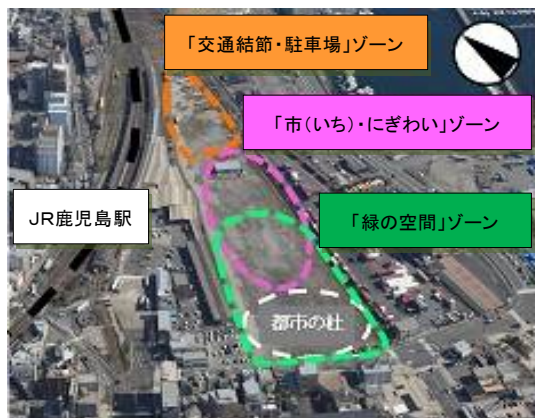 「交通結節・駐車場」ゾーン
「市(いち)・にぎわい」ゾーン
JR鹿児島駅
「緑の空間」ゾーン
都市の杜